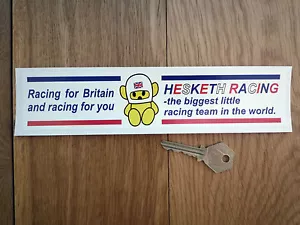 Racing for Britain
and racing for you
HESKETH RACING
-the biggest little
racing team in the world.